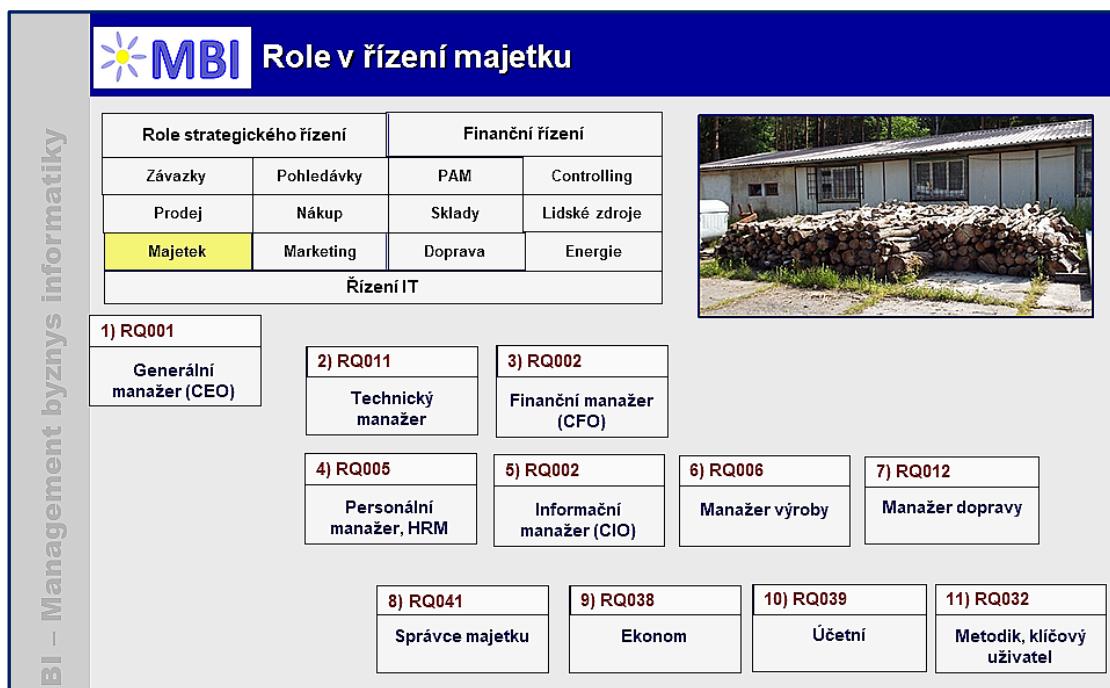 MBI
Role v řízení majetku
BI – Management byznys informatiky
Role strategického řízení
Finanční řízení
Závazky
Pohledávky
PAM
Controlling
Prodej
Nákup
Sklady
Lidské zdroje
Majetek
Marketing
Doprava
Energie
Řízení IT
1) RQ001
Generální
manažer (CEO)
2) RQ011
Technický
manažer
3) RQ002
Finanční manažer
(CFO)
4) RQ005
Personální
manažer, HRM
5) RQ002
Informační
manažer (CIO)
6) RQ006
Manažer výroby
7) RQ012
Manažer dopravy
8) RQ041
Správce majetku
9) RQ038
Ekonom
10) RQ039
Účetní
11) RQ032
Metodik, klíčový
uživatel